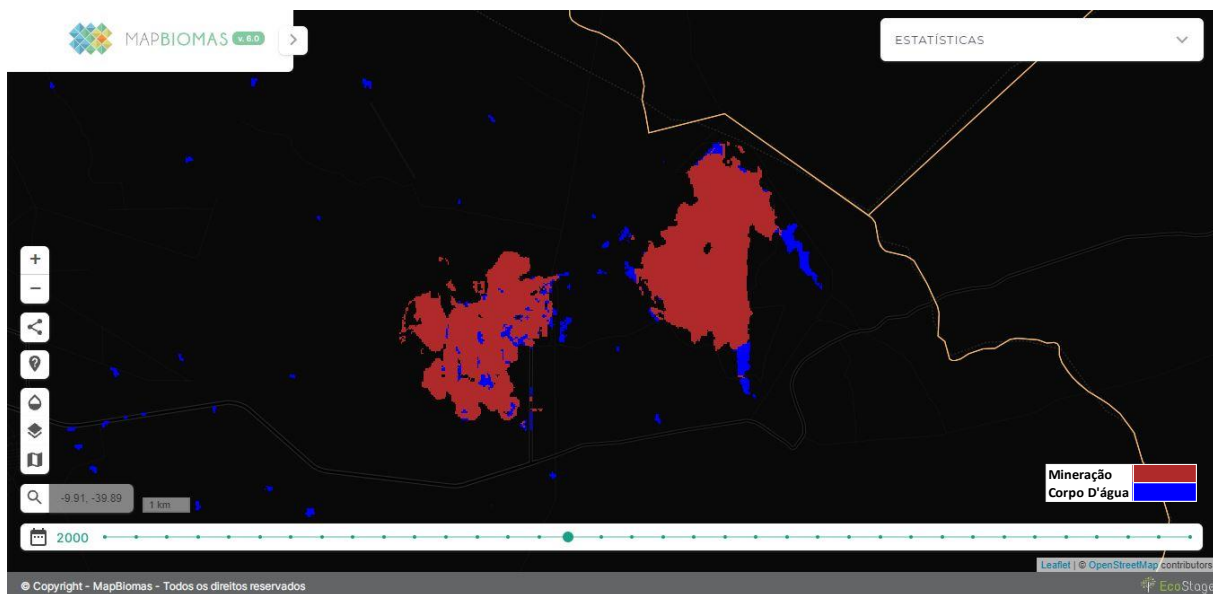 MAPBIOMAS v. 6.0 >
ESTATÍSTICAS
+
−
Mineração
Corpo D'água
-9.91, -39.89
1 km
2000
Leaflet | © OpenStreetMap contributors
© Copyright - MapBiomas - Todos os direitos reservados
EcoStage